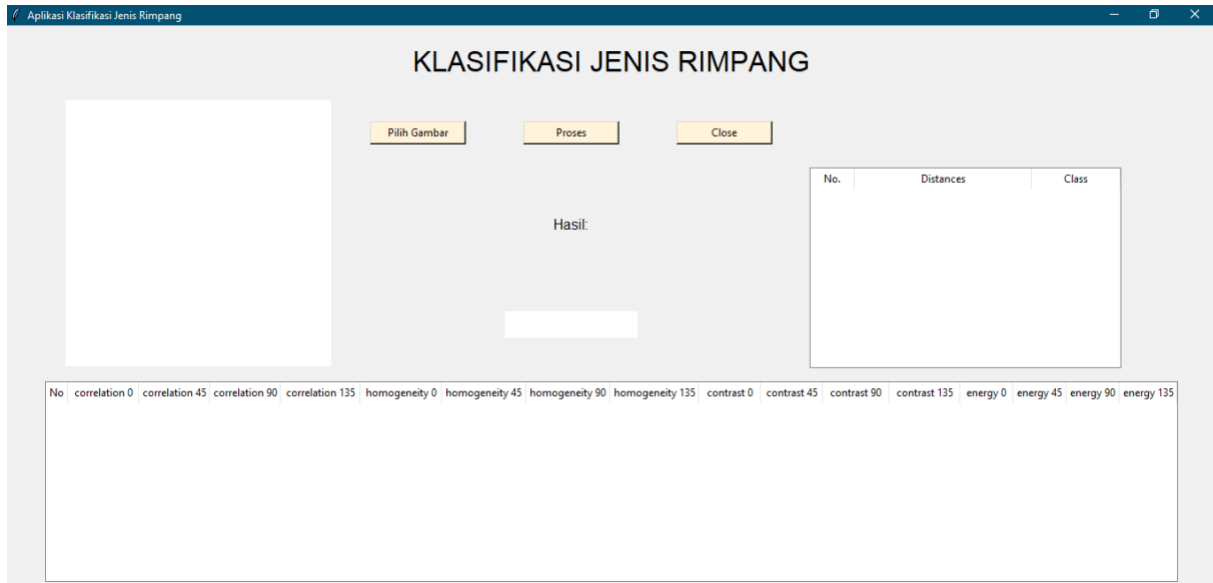 Aplikasi Klasifikasi Jenis Rimpang
KLASIFIKASI JENIS RIMPANG
Pilih Gambar Proses Close
No. Distances Class
Hasil:
No correlation 0 correlation 45 correlation 90 correlation 135 homogeneity 0 homogeneity 45 homogeneity 90 homogeneity 135 contrast 0 contrast 45 contrast 90 contrast 135 energy 0 energy 45 energy 90 energy 135